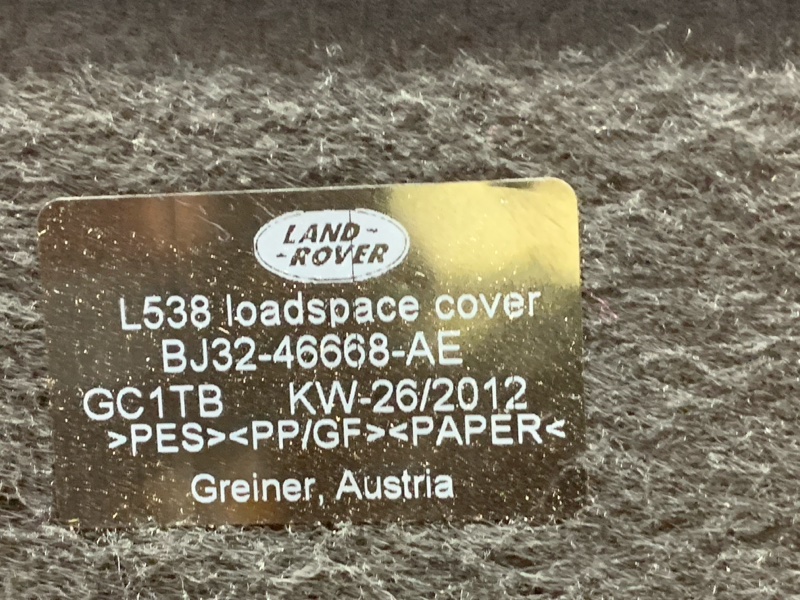 LAND-
-ROVER
L538 loadspace cover
BJ32-46668-AE
GC1TB KW-26/2012
>PES><PP/GF><PAPER<
Greiner, Austria